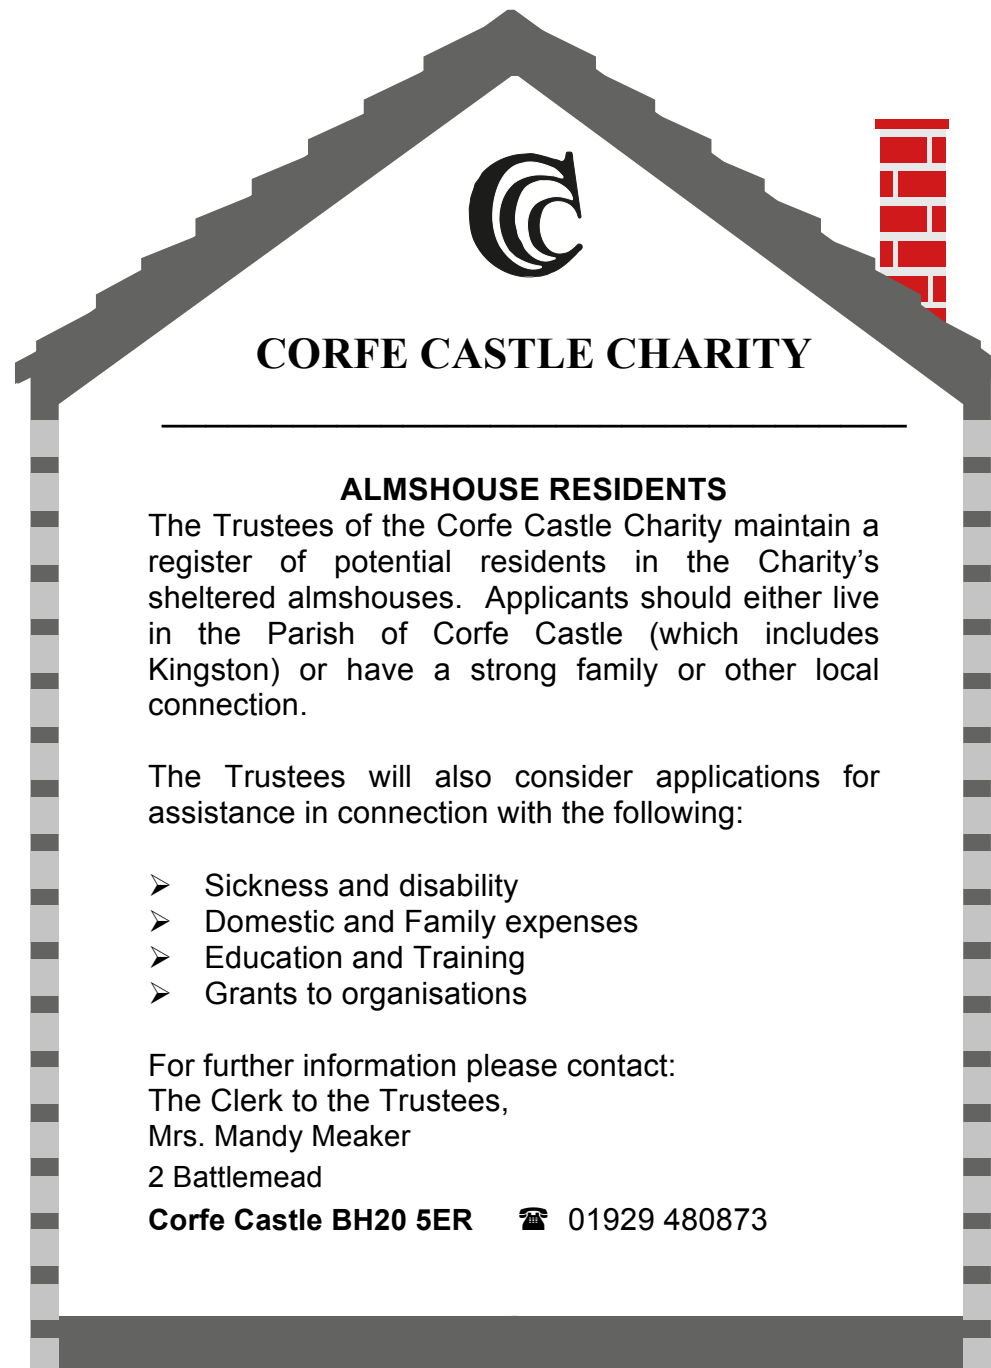 CORFE CASTLE CHARITY
ALMSHOUSE RESIDENTS
The Trustees of the Corfe Castle Charity maintain a
register of potential residents in the Charity’s
sheltered almshouses. Applicants should either live
in the Parish of Corfe Castle (which includes
Kingston) or have a strong family or other local
connection.
The Trustees will also consider applications for
assistance in connection with the following:
➢ Sickness and disability
➢ Domestic and Family expenses
➢ Education and Training
➢ Grants to organisations
For further information please contact:
The Clerk to the Trustees,
Mrs. Mandy Meaker
2 Battlemead
Corfe Castle BH20 5ER ☎ 01929 480873